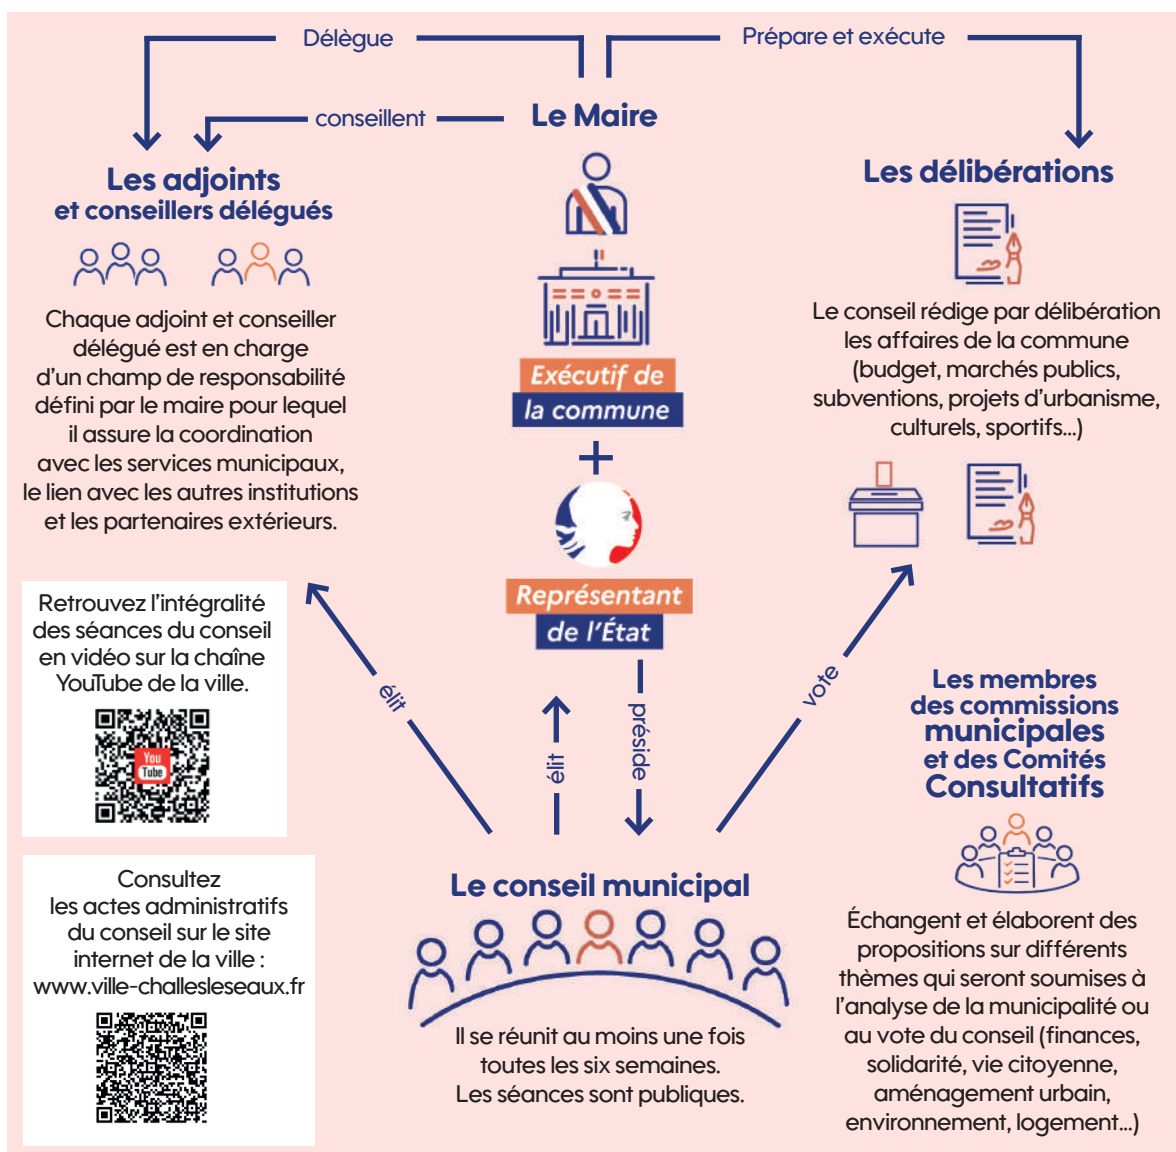 Délègue
Prépare et exécute
conseillent
Le Maire
Les adjoints
et conseillers délégués
Chaque adjoint et conseiller
délégué est en charge
d'un champ de responsabilité
défini par le maire pour lequel
il assure la coordination
avec les services municipaux,
le lien avec les autres institutions
et les partenaires extérieurs.
Exécutif de
la commune
+
Représentant
de l'État
Les délibérations
Le conseil rédige par délibération
les affaires de la commune
(budget, marchés publics,
subventions, projets d'urbanisme,
culturels, sportifs...)
Retrouvez l'intégralité
des séances du conseil
en vidéo sur la chaîne
YouTube de la ville.
You
Tube
élit
élit
préside
vote
Les membres
des commissions
municipales
et des Comités
Consultatifs
Échangent et élaborent des
propositions sur différents
thèmes qui seront soumises à
l'analyse de la municipalité ou
au vote du conseil (finances,
solidarité, vie citoyenne,
aménagement urbain,
environnement, logement...)
Consultez
les actes administratifs
du conseil sur le site
internet de la ville :
www.ville-challesleseaux.fr
Le conseil municipal
Il se réunit au moins une fois
toutes les six semaines.
Les séances sont publiques.